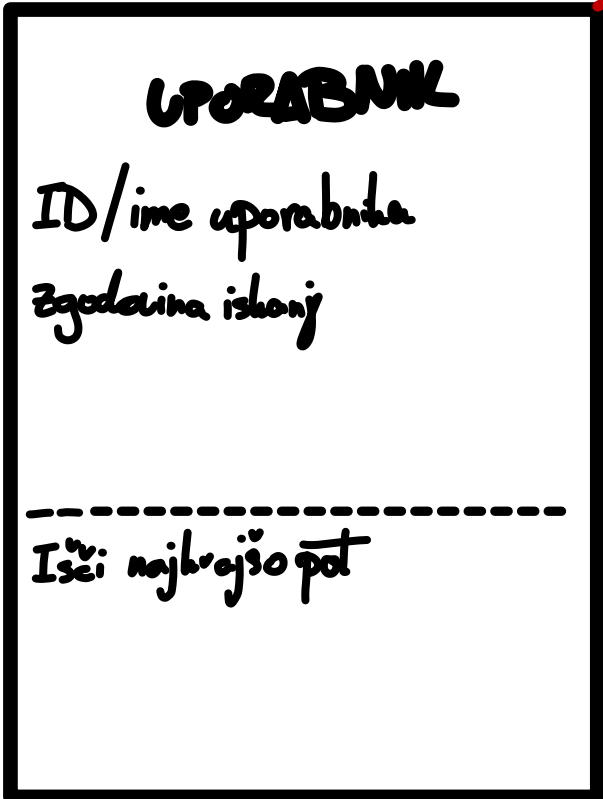 UPORABNIK
ID/ime uporabnika
Zgodovina iskanj
Išči najkrajšo pot